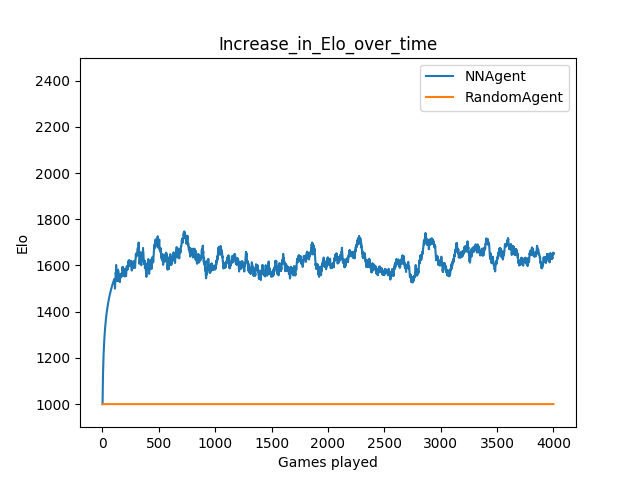 Increase_in_Elo_over_time
NNAgent
RandomAgent
2400
2200
2000
1800
1600
1400
1200
1000
Elo
0 500 1000 1500 2000 2500 3000 3500 4000
Games played